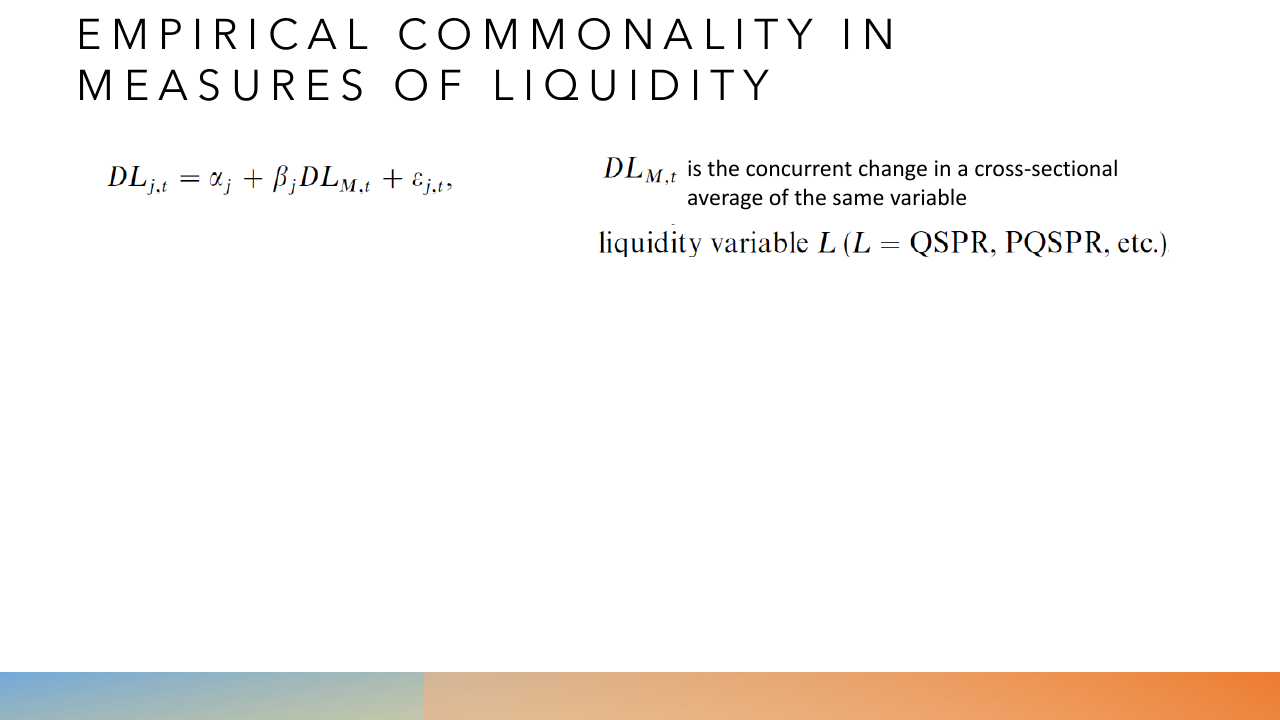 EMPIRICAL COMMONALITY IN
MEASURES OF LIQUIDITY
DL_{j,t} = α_j + β_j DL_{M,t} + ε_{j,t},
DL_{M,t} is the concurrent change in a cross-sectional
average of the same variable
liquidity variable L (L = QSPR, PQSPR, etc.)